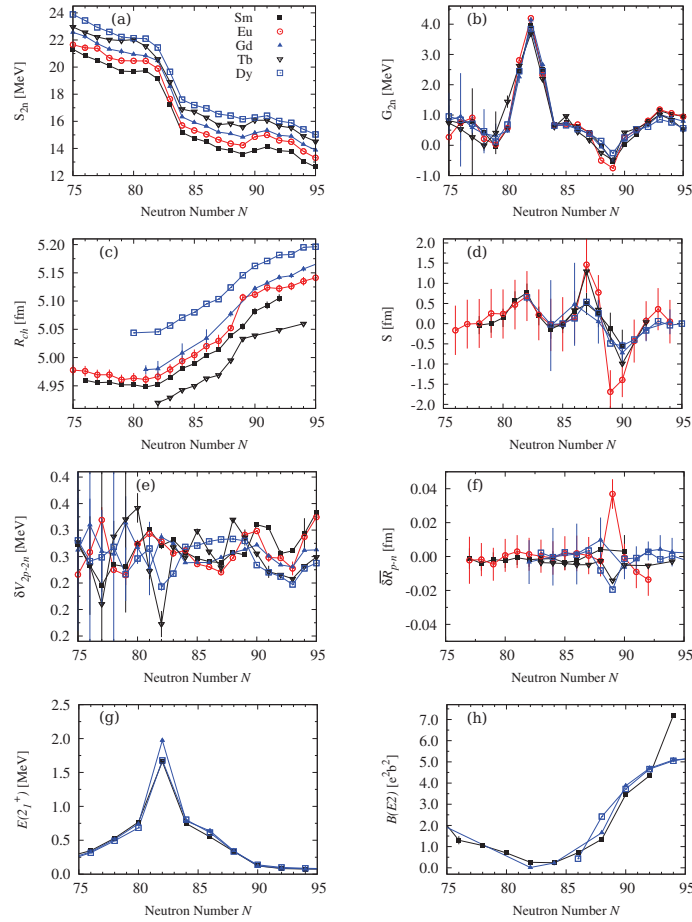 (a)
Sm
Eu
Gd
Tb
Dy
S2n [MeV]
24
22
20
18
16
14
12
75 80 85 90 95
Neutron Number N
(b)
G2n [MeV]
4.0
3.0
2.0
1.0
0.0
-1.0
75 80 85 90 95
Neutron Number N
(c)
Rch [fm]
5.20
5.15
5.10
5.05
5.00
4.95
75 80 85 90 95
Neutron Number N
(d)
S [fm]
2.0
1.5
1.0
0.5
0.0
-0.5
-1.0
-1.5
-2.0
75 80 85 90 95
Neutron Number N
(e)
δV2p-2n [MeV]
0.4
0.4
0.3
0.3
0.2
0.2
0.2
75 80 85 90 95
Neutron Number N
(f)
δR̅p-n [fm]
0.04
0.02
0.00
-0.02
-0.04
75 80 85 90 95
Neutron Number N
(g)
E(21+) [MeV]
2.5
2.0
1.5
1.0
0.5
0.0
75 80 85 90 95
Neutron Number N
(h)
B(E2) [e²b²]
7.0
6.0
5.0
4.0
3.0
2.0
1.0
0.0
75 80 85 90 95
Neutron Number N